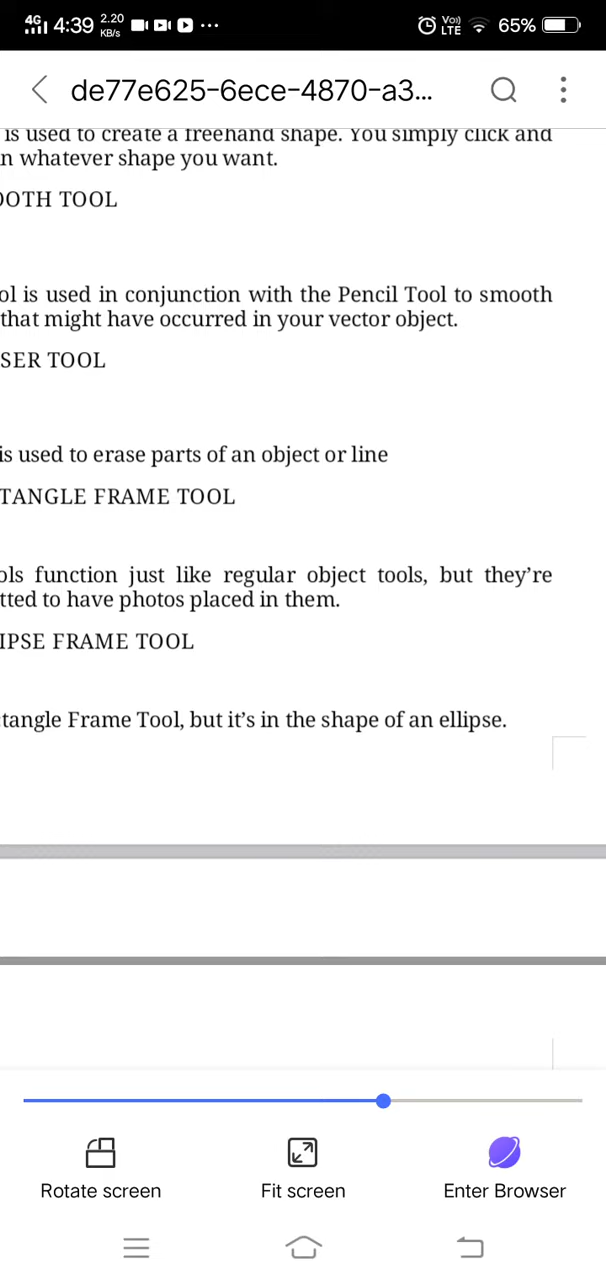 4G 4:39 2.20 KB/s ... Vo)) LTE 65%
de77e625-6ece-4870-a3...
is used to create a freehand shape. You simply click and
n whatever shape you want.
OOTH TOOL
ol is used in conjunction with the Pencil Tool to smooth
that might have occurred in your vector object.
SER TOOL
is used to erase parts of an object or line
TANGLE FRAME TOOL
ols function just like regular object tools, but they're
tted to have photos placed in them.
IPSE FRAME TOOL
tangle Frame Tool, but it's in the shape of an ellipse.
Rotate screen
Fit screen
Enter Browser